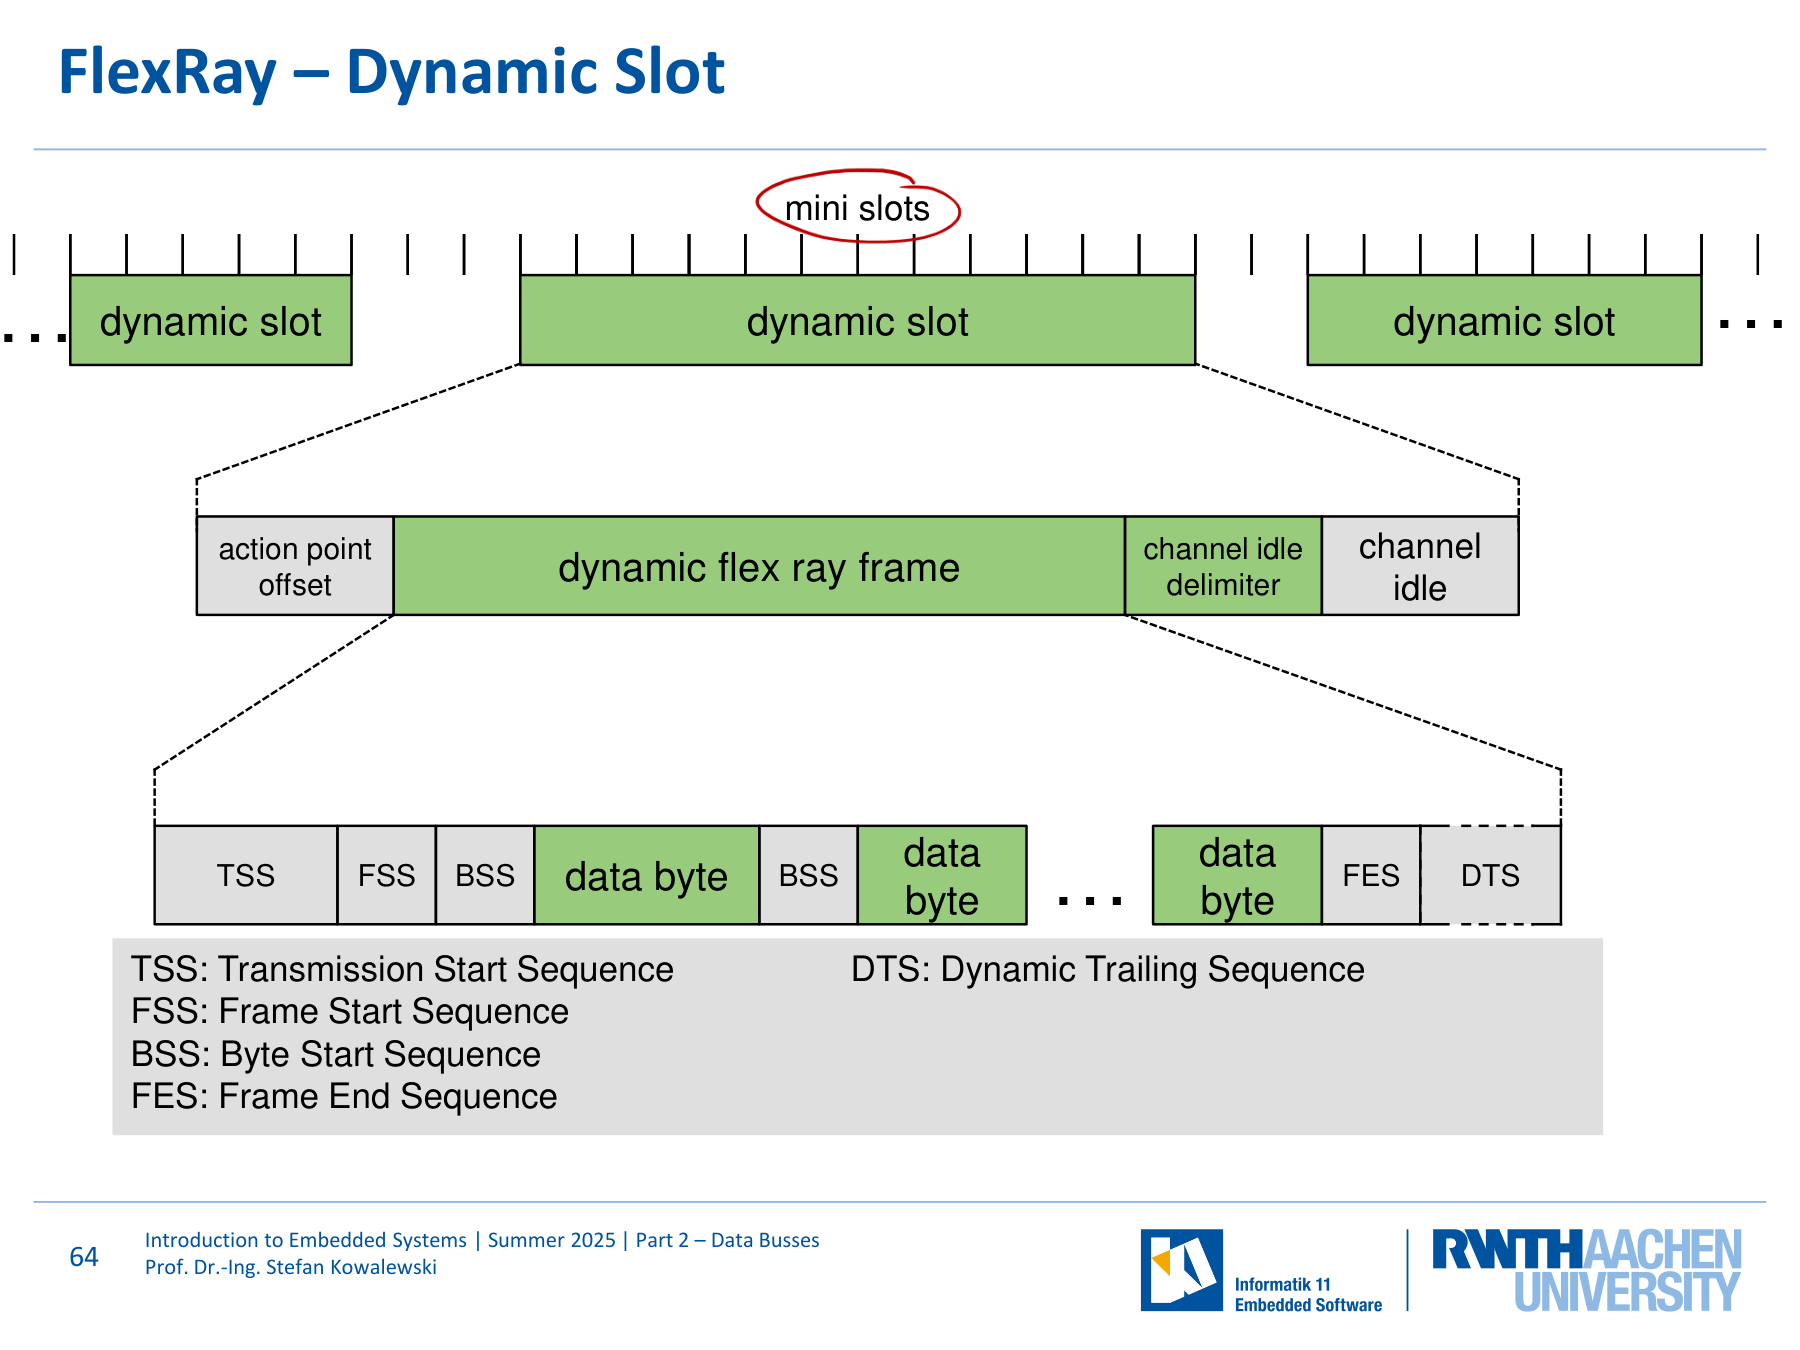 FlexRay – Dynamic Slot
mini slots
dynamic slot
dynamic slot
dynamic slot
...
...
action point
offset
dynamic flex ray frame
channel idle
delimiter
channel
idle
TSS
FSS
BSS
data byte
BSS
data
byte
...
data
byte
FES
DTS
TSS: Transmission Start Sequence
DTS: Dynamic Trailing Sequence
FSS: Frame Start Sequence
BSS: Byte Start Sequence
FES: Frame End Sequence
64
Introduction to Embedded Systems | Summer 2025 | Part 2 – Data Busses
Prof. Dr.-Ing. Stefan Kowalewski
Informatik 11
Embedded Software
RWTHAACHEN
UNIVERSITY